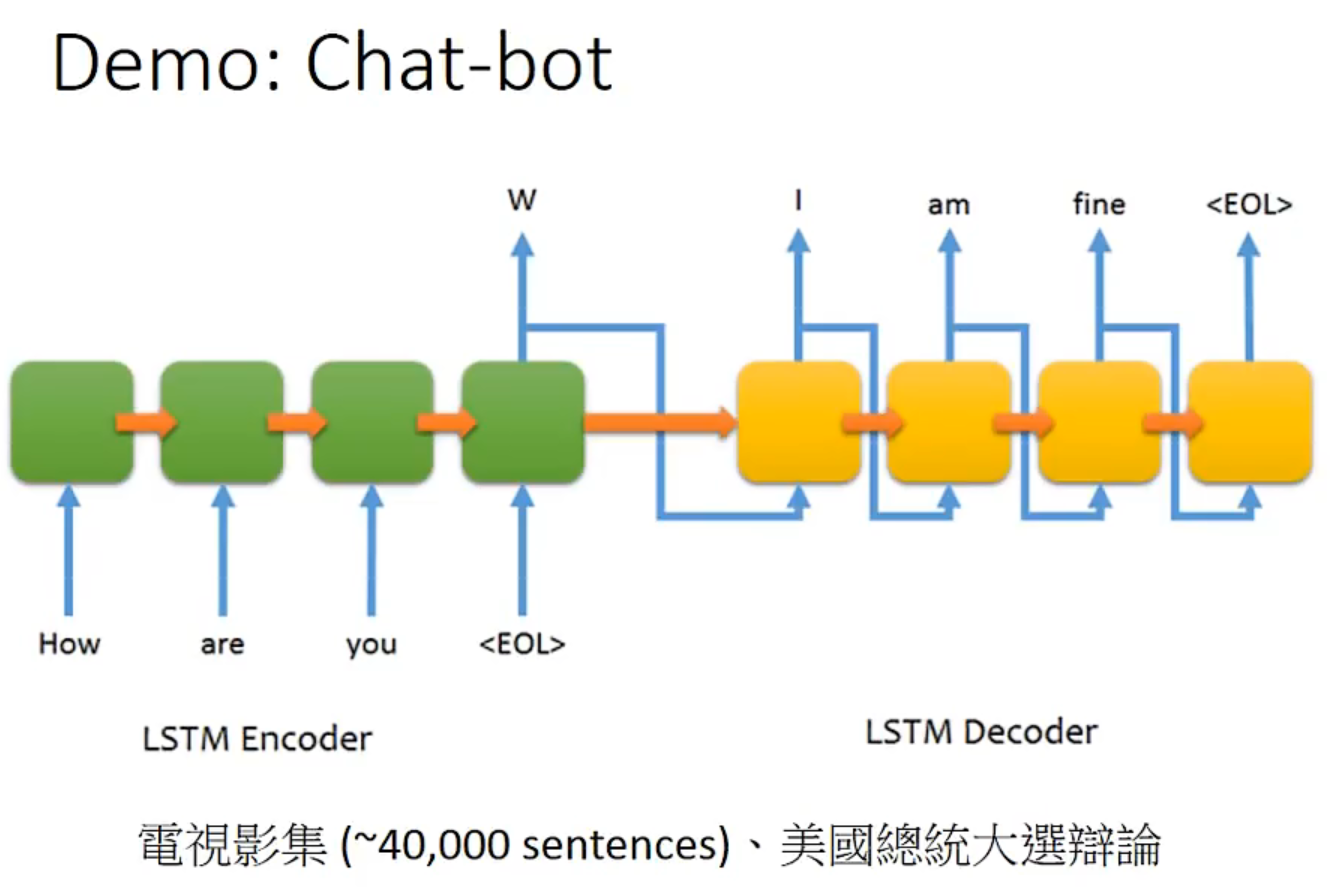 Demo: Chat-bot
W I am fine <EOL>
How are you <EOL>
LSTM Encoder LSTM Decoder
電視影集 (~40,000 sentences)、美國總統大選辯論